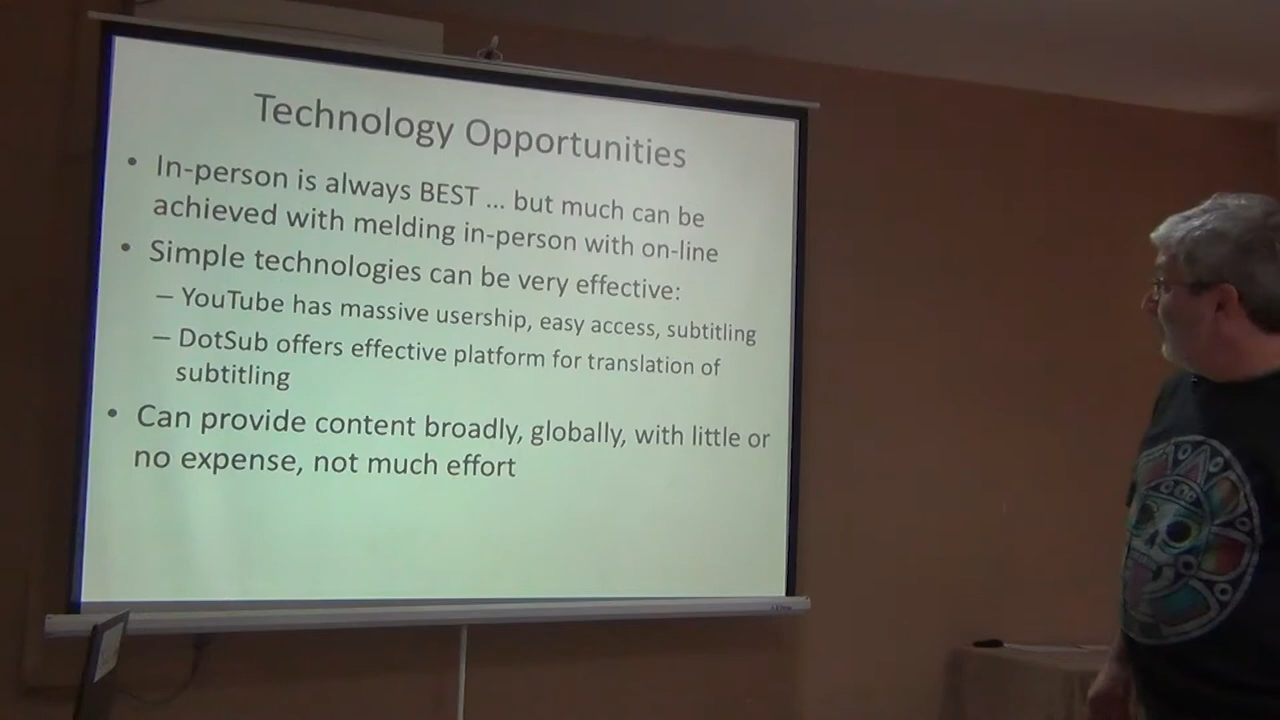 Technology Opportunities
• In-person is always BEST ... but much can be
achieved with melding in-person with on-line
• Simple technologies can be very effective:
– YouTube has massive usership, easy access, subtitling
– DotSub offers effective platform for translation of
subtitling
• Can provide content broadly, globally, with little or
no expense, not much effort